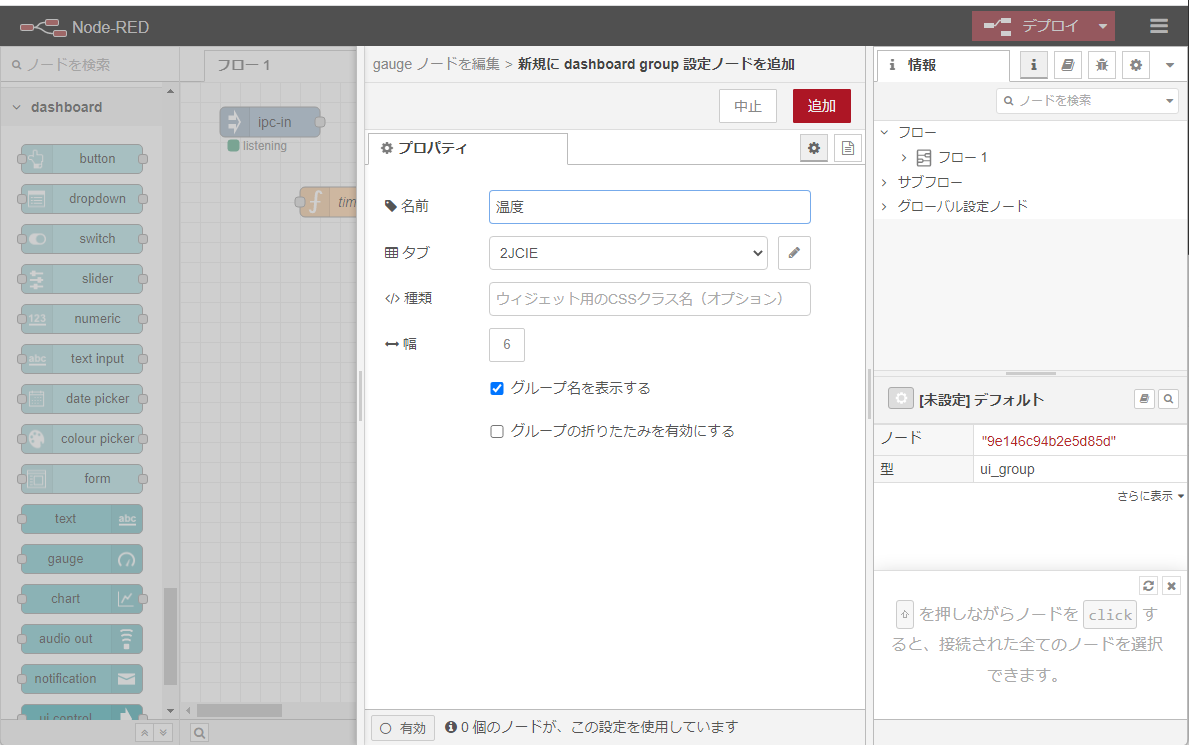 Node-RED
デプロイ
ノードを検索
dashboard
button
dropdown
switch
slider
numeric
123
text input
abc
date picker
colour picker
form
text
abc
gauge
chart
audio out
notification
ui control
フロー 1
ipc-in
listening
tim
gauge ノードを編集 > 新規に dashboard group 設定ノードを追加
中止
追加
プロパティ
名前
温度
タブ
2JCIE
</> 種類
ウィジェット用のCSSクラス名（オプション）
幅
6
グループ名を表示する
グループの折りたたみを有効にする
有効
0 個のノードが、この設定を使用しています
情報
ノードを検索
フロー
フロー 1
サブフロー
グローバル設定ノード
[未設定] デフォルト
ノード "9e146c94b2e5d85d"
型 ui_group
さらに表示
⇧ を押しながらノードを click す
ると、接続された全てのノードを選択
できます。